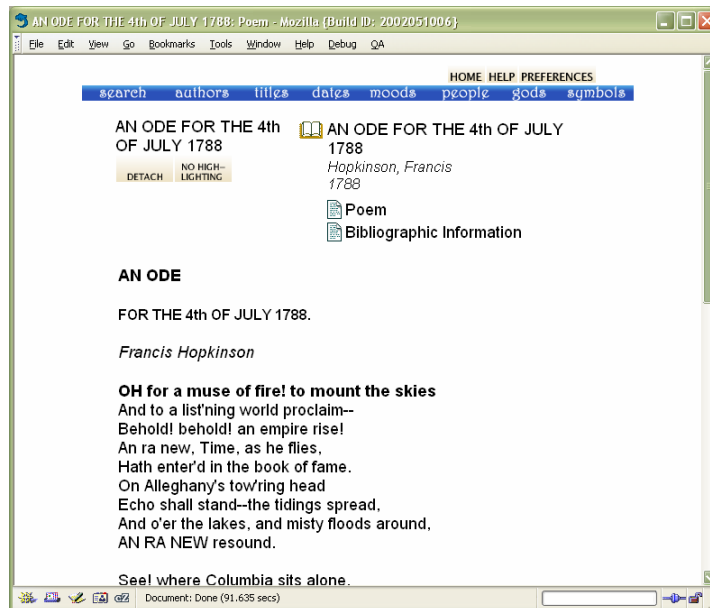 AN ODE FOR THE 4th OF JULY 1788: Poem - Mozilla {Build ID: 2002051006}
File Edit View Go Bookmarks Tools Window Help Debug QA
HOME HELP PREFERENCES
search authors titles dates moods people gods symbols
AN ODE FOR THE 4th
OF JULY 1788
DETACH
NO HIGH-
LIGHTING
AN ODE FOR THE 4th OF JULY
1788
Hopkinson, Francis
1788
Poem
Bibliographic Information
AN ODE
FOR THE 4th OF JULY 1788.
Francis Hopkinson
OH for a muse of fire! to mount the skies
And to a list'ning world proclaim--
Behold! behold! an empire rise!
An ra new, Time, as he flies,
Hath enter'd in the book of fame.
On Alleghany's tow'ring head
Echo shall stand--the tidings spread,
And o'er the lakes, and misty floods around,
AN RA NEW resound.
See! where Columbia sits alone.
Document: Done (91.635 secs)